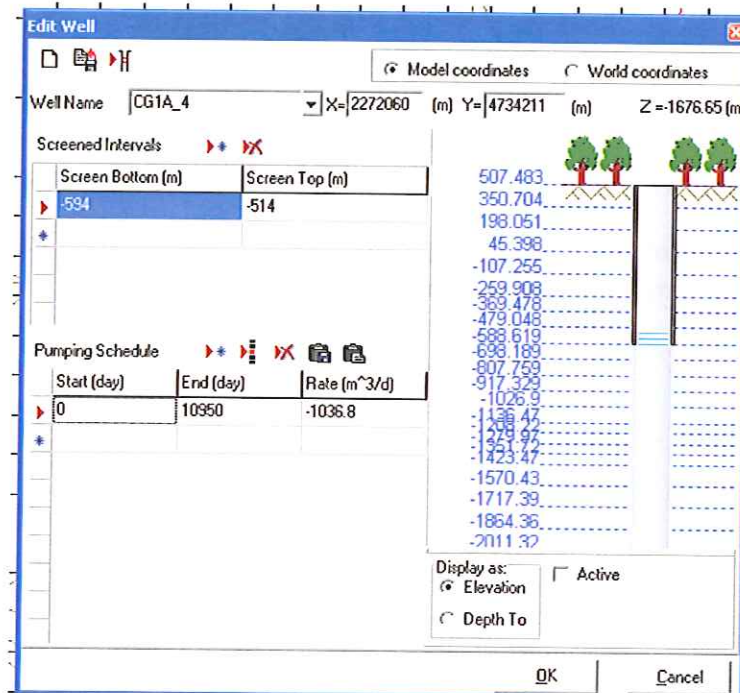 Edit Well
Model coordinates World coordinates
Well Name CG1A_4 X= 2272060 (m) Y= 4734211 (m) Z =-1676.65 (m
Screened Intervals
Screen Bottom (m) Screen Top (m)
-594 -514
Pumping Schedule
Start (day) End (day) Rate (m^3/d)
0 10950 -1036.8
507.483
350.704
198.051
45.398
-107.255
-259.908
-369.478
-479.048
-588.619
-698.189
-807.759
-917.329
-1026.9
-1136.47
-1279.97
-1423.47
-1570.43
-1717.39
-1864.36
-2011.32
Display as:
Elevation
Depth To
Active
OK Cancel